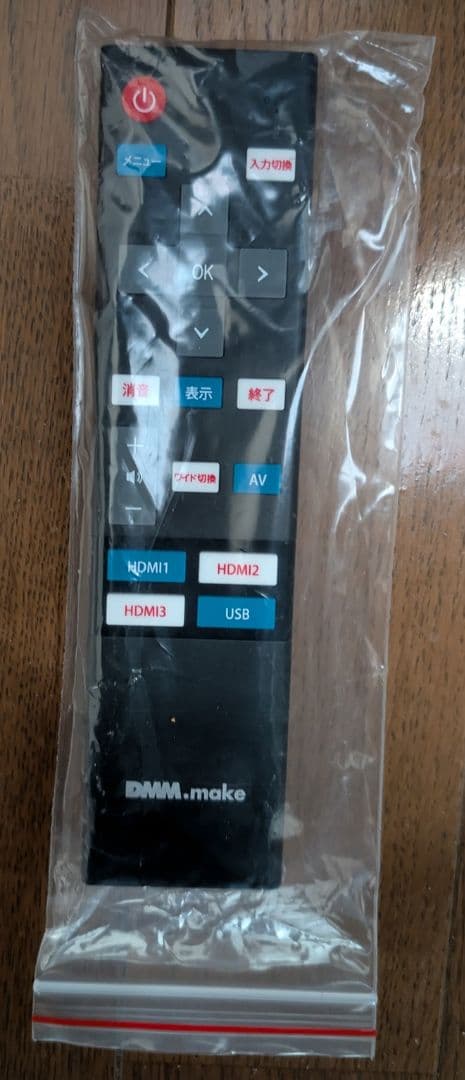 メニュー 入力切換
OK
消音 表示 終了
+
ワイド切換 AV
-
HDMI1 HDMI2
HDMI3 USB
DMM.make